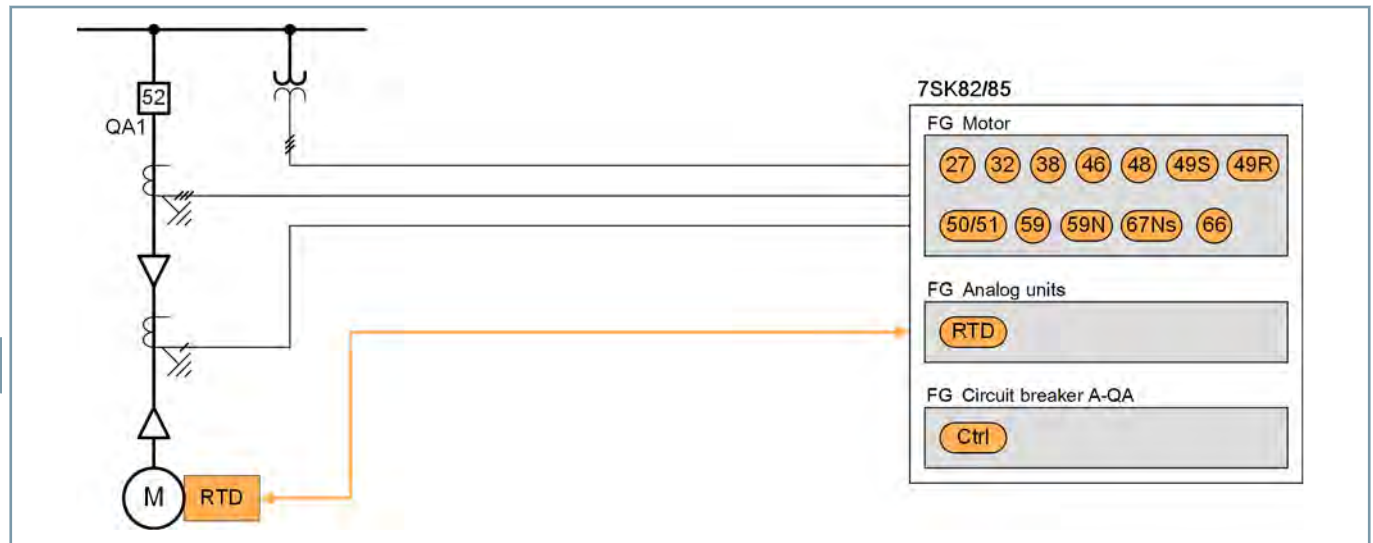 52
QA1
M
RTD
7SK82/85
FG Motor
27 32 38 46 48 49S 49R
50/51 59 59N 67Ns 66
FG Analog units
RTD
FG Circuit breaker A-QA
Ctrl